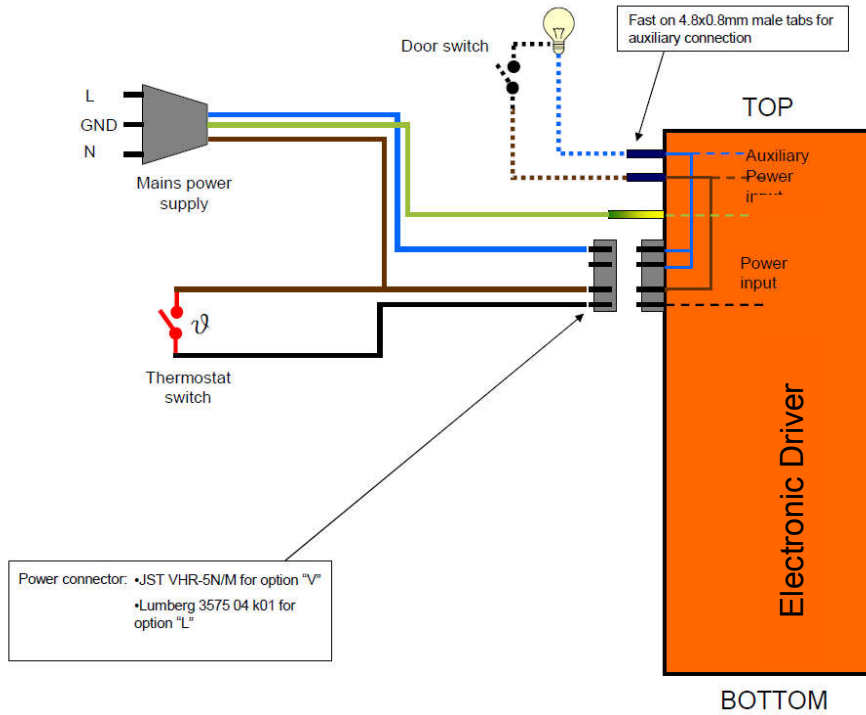 Fast on 4.8x0.8mm male tabs for
auxiliary connection
Door switch
L
GND
N
Mains power
supply
TOP
Auxiliary
Power
Power
input
ϑ
Thermostat
switch
Electronic Driver
Power connector: •JST VHR-5N/M for option “V”
•Lumberg 3575 04 k01 for
option “L”
BOTTOM